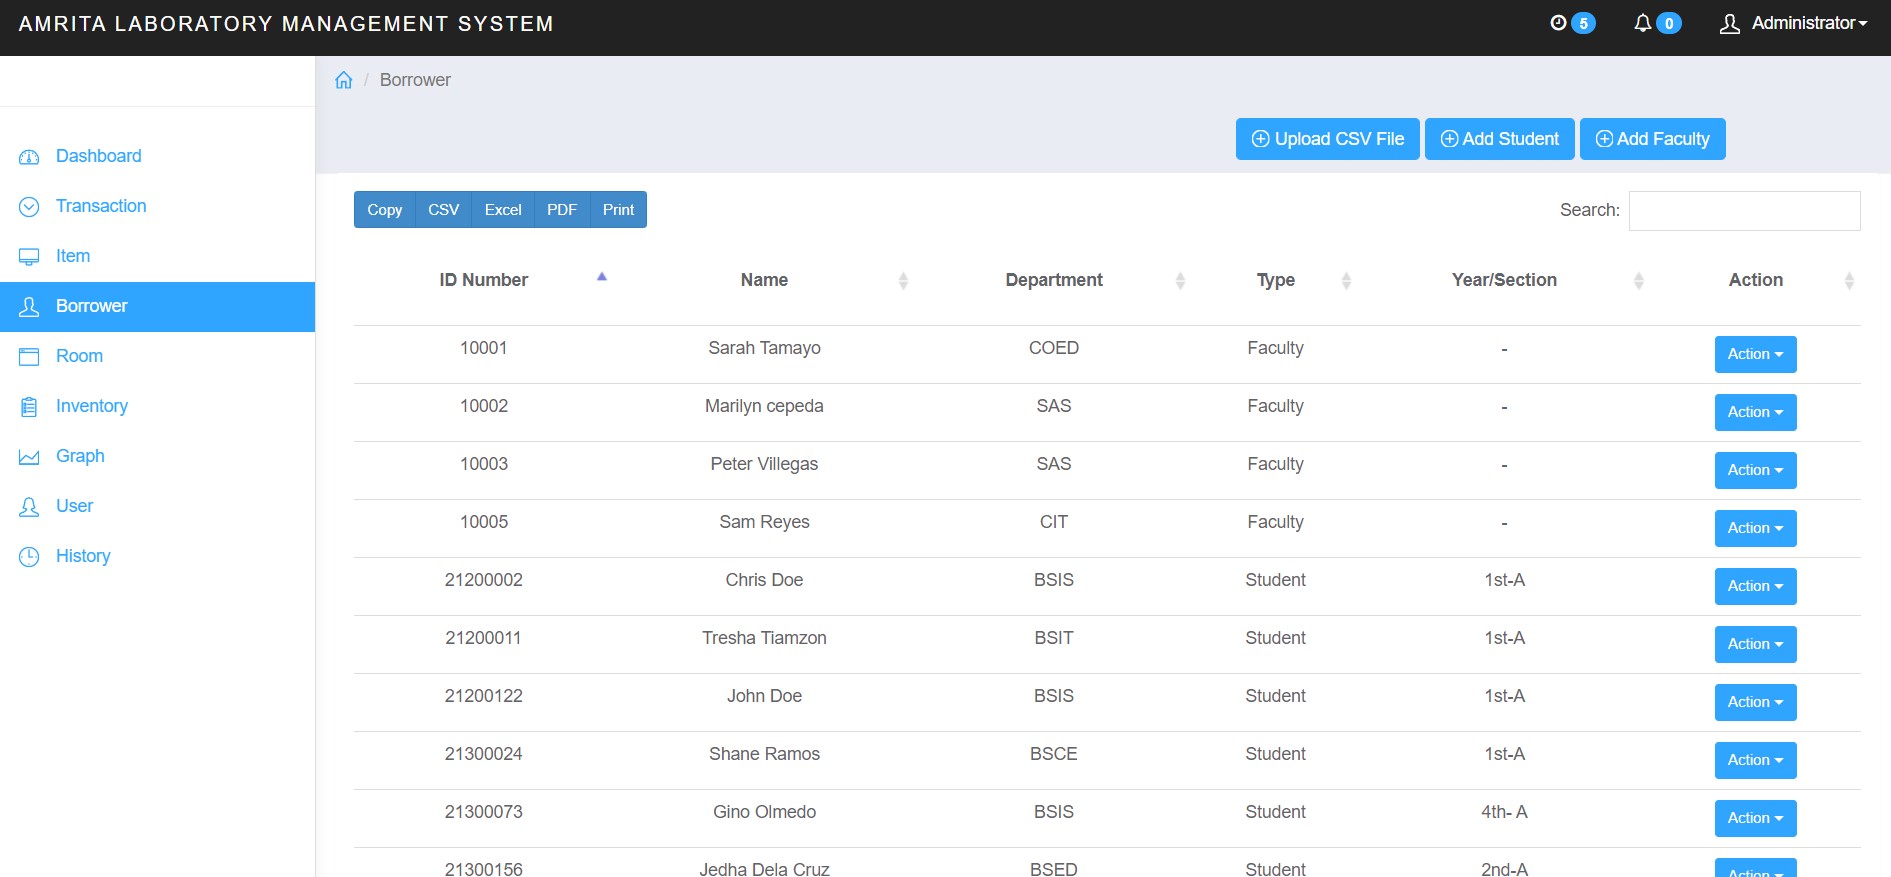 AMRITA LABORATORY MANAGEMENT SYSTEM 5 0 Administrator
/ Borrower
Upload CSV File Add Student Add Faculty
Dashboard
Transaction
Item
Borrower
Room
Inventory
Graph
User
History
Copy CSV Excel PDF Print Search:
ID Number Name Department Type Year/Section Action
10001 Sarah Tamayo COED Faculty - Action
10002 Marilyn cepeda SAS Faculty - Action
10003 Peter Villegas SAS Faculty - Action
10005 Sam Reyes CIT Faculty - Action
21200002 Chris Doe BSIS Student 1st-A Action
21200011 Tresha Tiamzon BSIT Student 1st-A Action
21200122 John Doe BSIS Student 1st-A Action
21300024 Shane Ramos BSCE Student 1st-A Action
21300073 Gino Olmedo BSIS Student 4th- A Action
21300156 Jedha Dela Cruz BSED Student 2nd-A Action